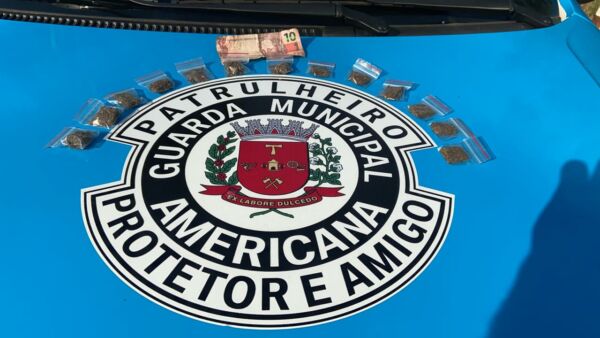 10
PATRULHEIRO
GUARDA MUNICIPAL
EX LABORE DULCEDO
AMERICANA
PROTETOR E AMIGO